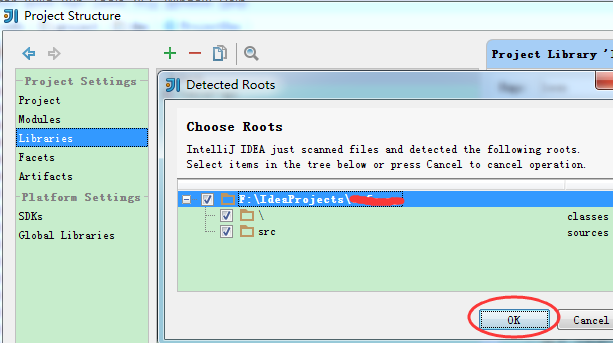 Project Structure
Project Settings
Project
Modules
Libraries
Facets
Artifacts
Platform Settings
SDKs
Global Libraries
Project Library '
Detected Roots
Choose Roots
IntelliJ IDEA just scanned files and detected the following roots.
Select items in the tree below or press Cancel to cancel operation.
F:\IdeaProjects\
\ classes
src sources
OK Cancel